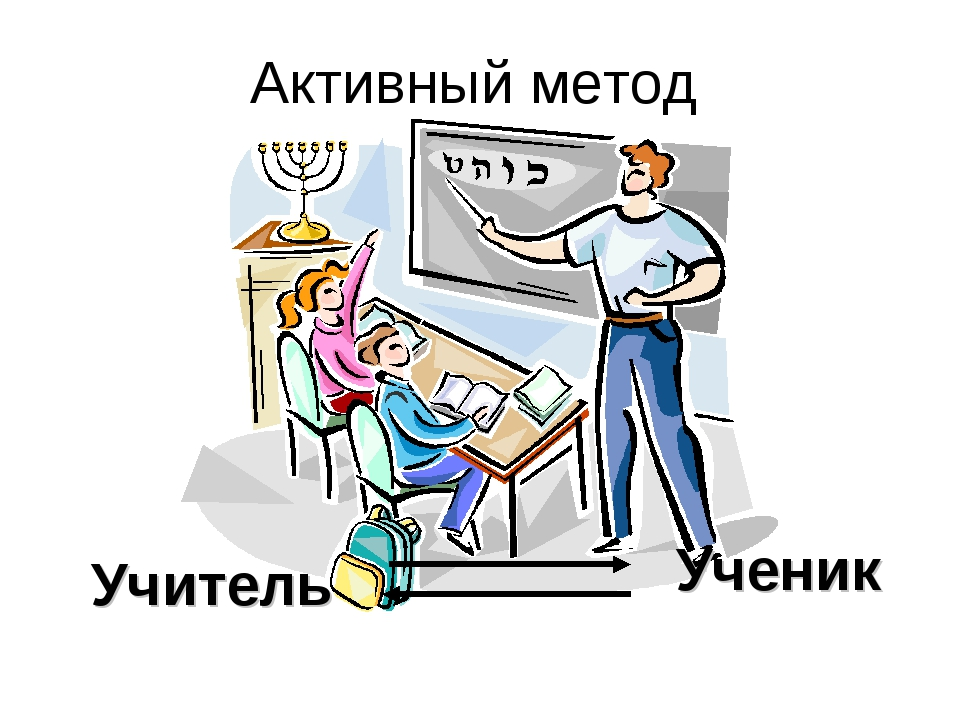 Активный метод
כ ו ה ט
Учитель
Ученик